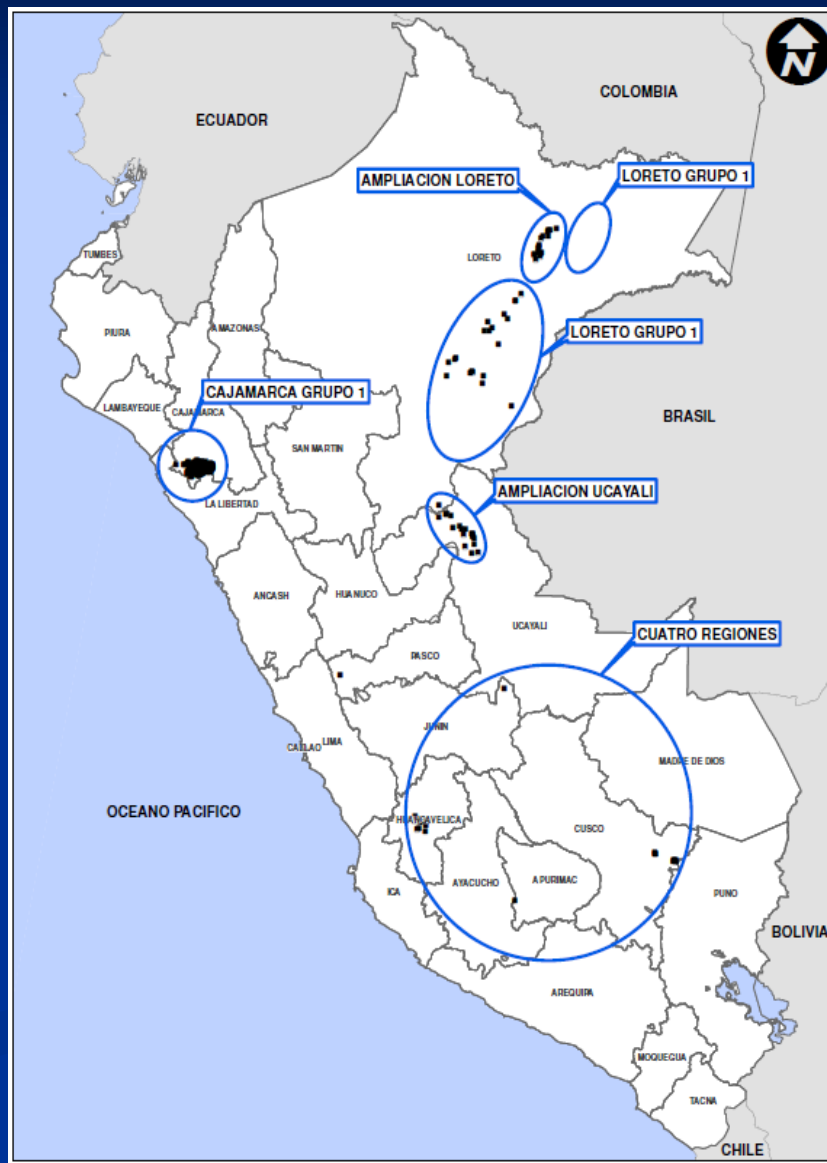 N
COLOMBIA
ECUADOR
AMPLIACION LORETO
LORETO GRUPO 1
TUMBES
LORETO
PIURA
AMAZONAS
LORETO GRUPO 1
CAJAMARCA GRUPO 1
LAMBAYEQUE
CAJAMARCA
BRASIL
SAN MARTIN
AMPLIACION UCAYALI
LA LIBERTAD
ANCASH
HUANUCO
UCAYALI
CUATRO REGIONES
PASCO
JUNIN
CALLAO
LIMA
MADRE DE DIOS
OCEANO PACIFICO
HUANCAVELICA
CUSCO
AYACUCHO
APURIMAC
ICA
PUNO
BOLIVIA
AREQUIPA
MOQUEGUA
TACNA
CHILE